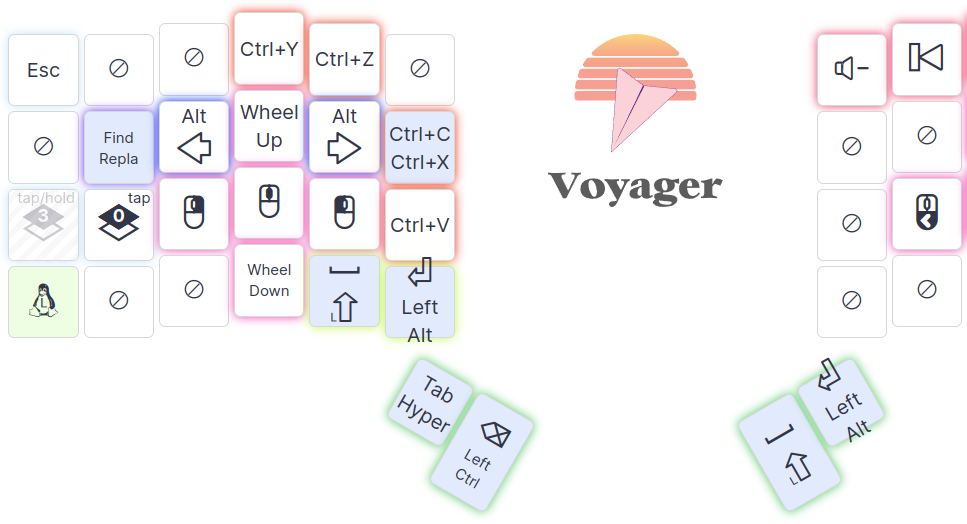 Esc
Ctrl+Y
Ctrl+Z
Find
Repla
Alt
Wheel
Up
Alt
Ctrl+C
Ctrl+X
tap/hold
3
tap
0
Ctrl+V
L
Wheel
Down
L
Left
Alt
Tab
Hyper
Left
Ctrl
Voyager
Left
Alt
L